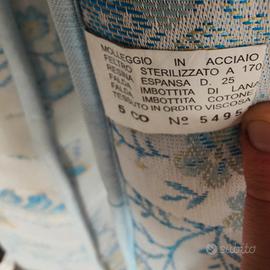 MOLLEGGIO IN ACCIAIO
FELTRO STERILIZZATO A 170
RESINA ESPANSA D. 25
FALDA IMBOTTITA DI LANA
FALDA IMBOTTITA COTONE
TESSUTO IN ORDITO VISCOSA
S CO Nº 5495
subito